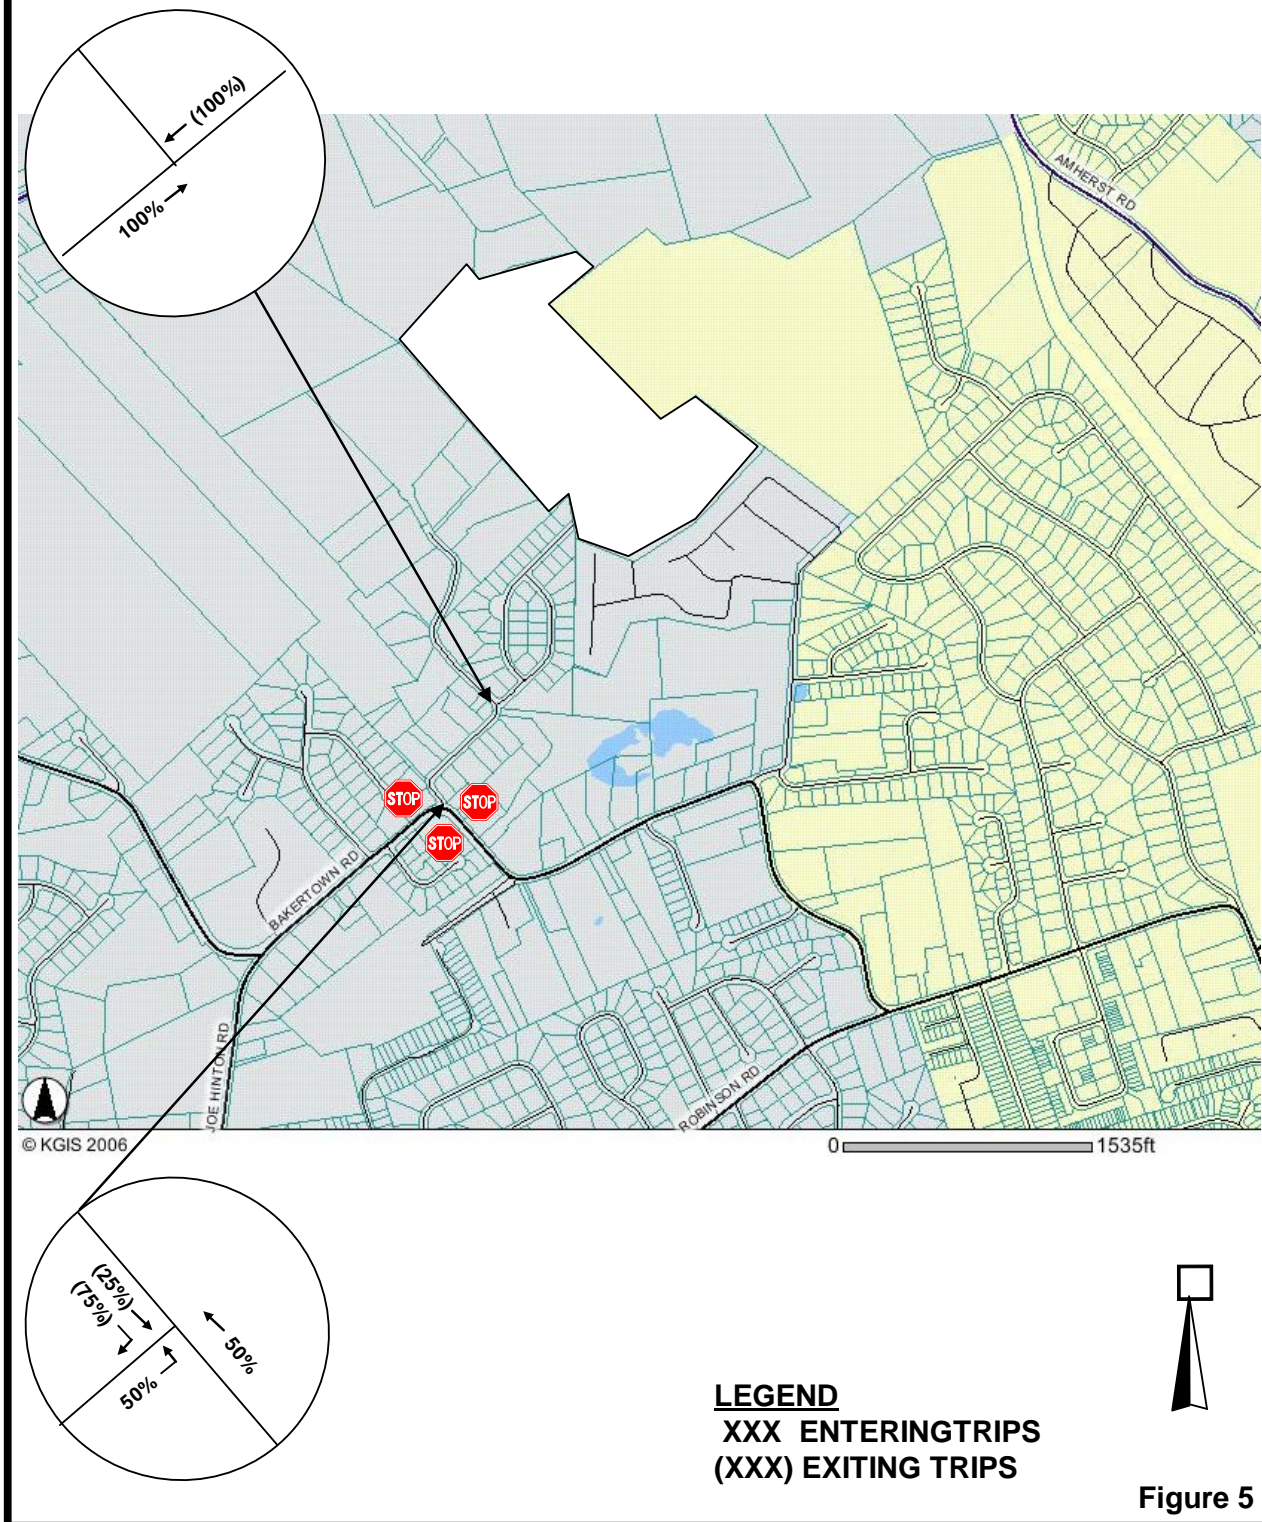 (100%)
100%
AMHERST RD
STOP
STOP
STOP
BAKERTOWN RD
JOE HINTON RD
ROBINSON RD
© KGIS 2006
0 1535ft
(25%)
(75%)
50%
50%
LEGEND
XXX ENTERINGTRIPS
(XXX) EXITING TRIPS
Figure 5